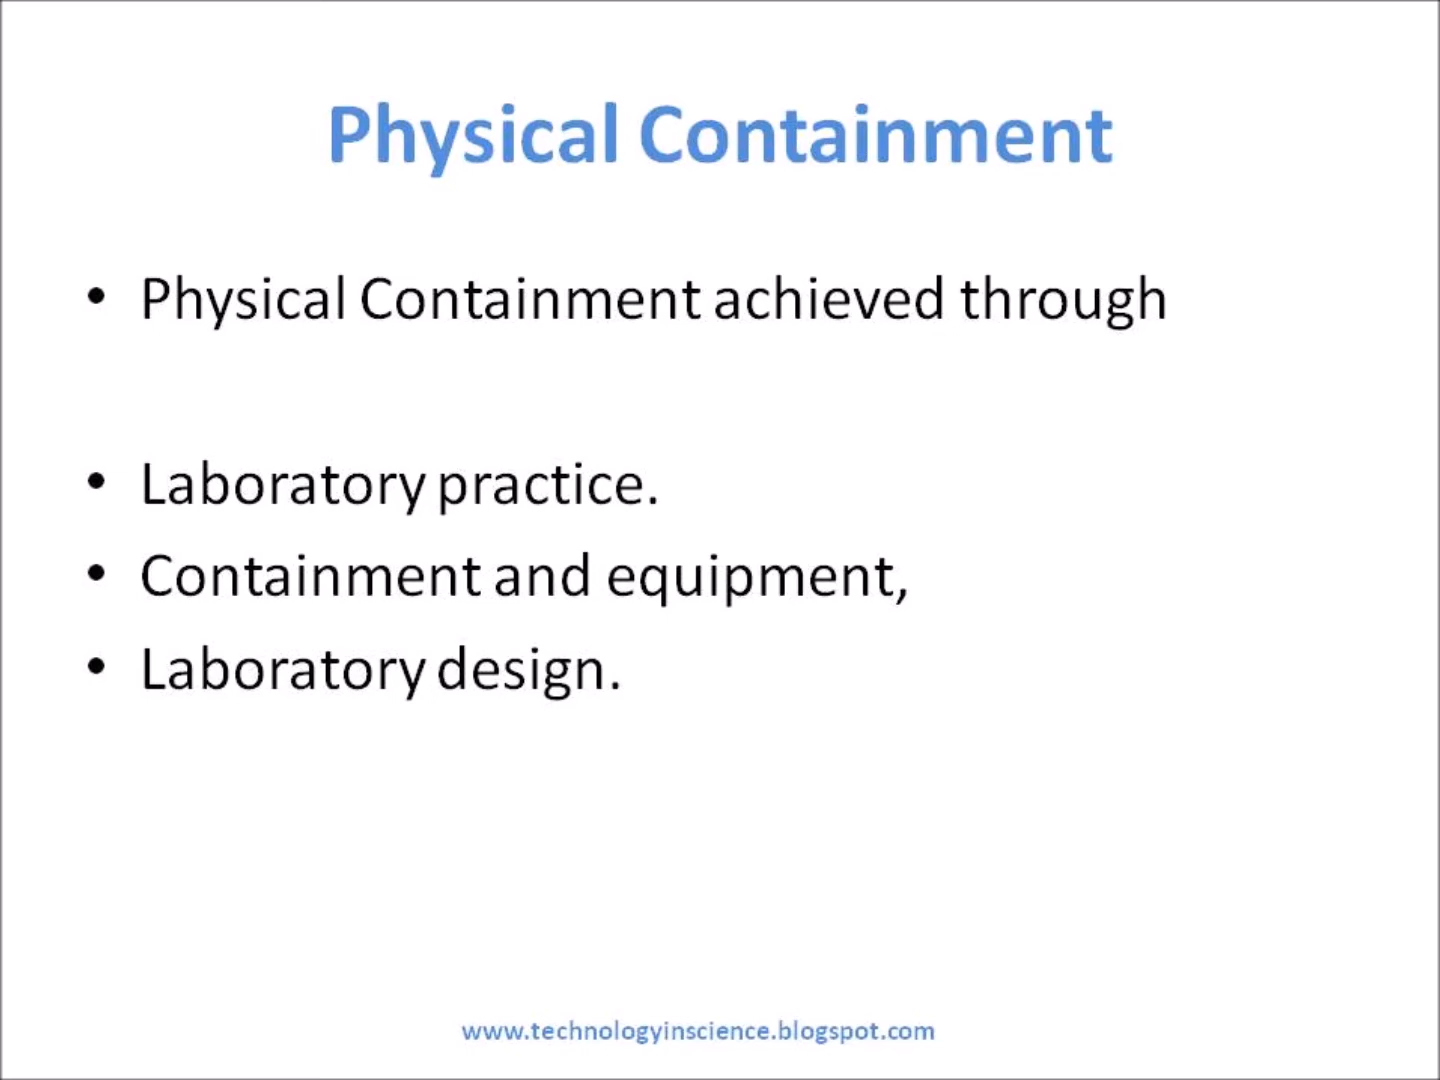 Physical Containment
• Physical Containment achieved through
• Laboratory practice.
• Containment and equipment,
• Laboratory design.
www.technologyinscience.blogspot.com